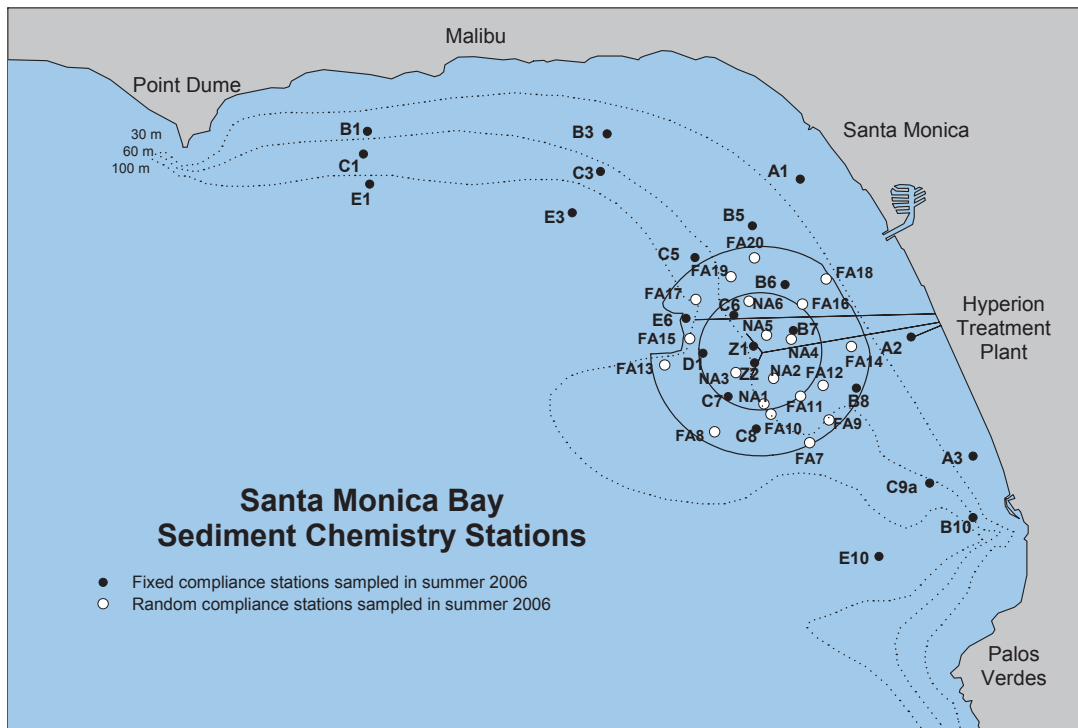 Malibu
Point Dume
Santa Monica
30 m
60 m
100 m
B1
C1
E1
B3
C3
E3
A1
B5
FA20
C5
FA19
FA18
B6
FA17
C6
NA6
FA16
E6
NA5
B7
FA15
Z1
NA4
Hyperion
Treatment
Plant
A2
FA14
FA13
D1
NA3
Z2
NA2
FA12
C7
NA1
FA11
B8
FA8
C8
FA10
FA9
FA7
A3
C9a
B10
E10
Santa Monica Bay
Sediment Chemistry Stations
Fixed compliance stations sampled in summer 2006
Random compliance stations sampled in summer 2006
Palos
Verdes